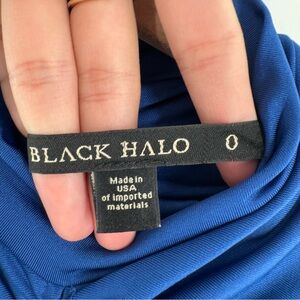 BLACK HALO 0
Made in
USA
of imported
materials